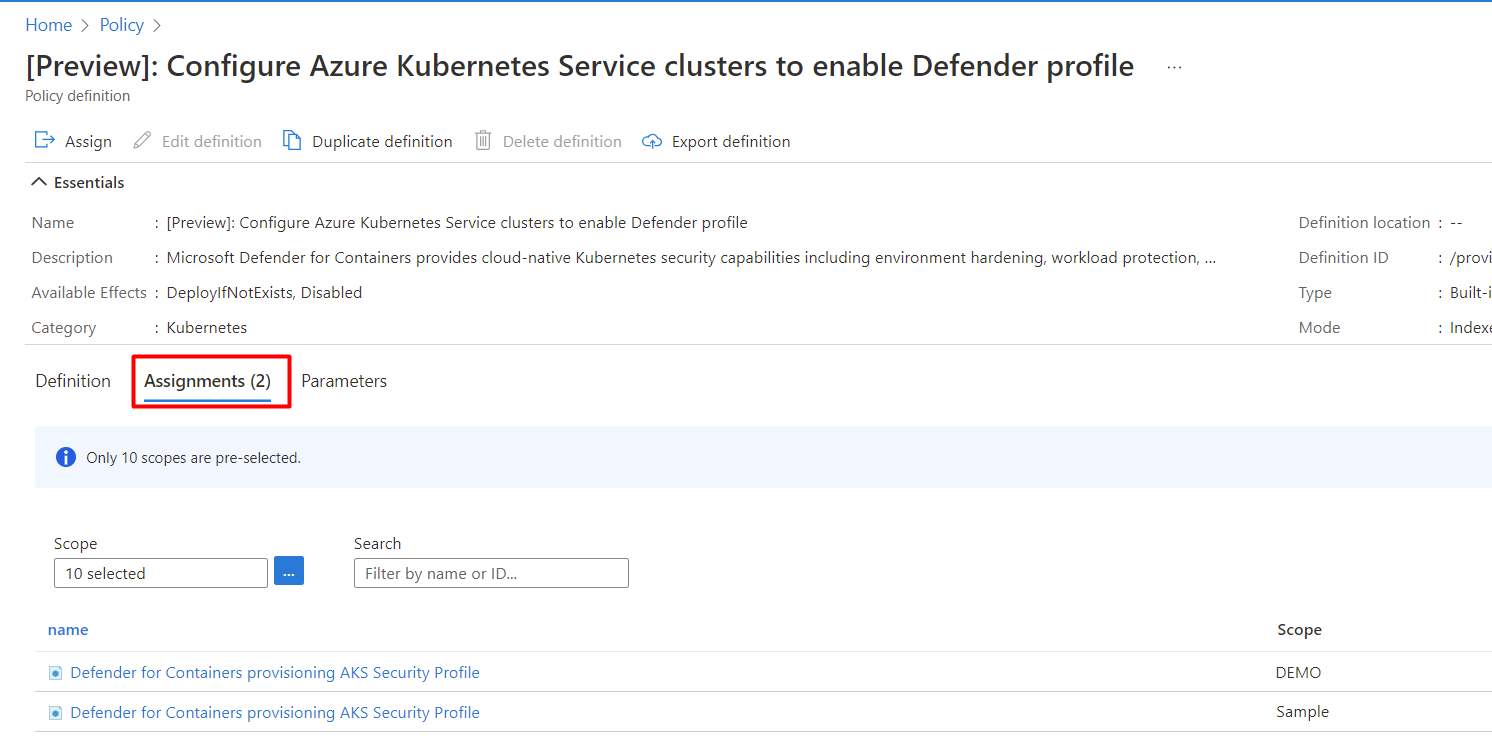 Home > Policy >
[Preview]: Configure Azure Kubernetes Service clusters to enable Defender profile ...
Policy definition
Assign Edit definition Duplicate definition Delete definition Export definition
Essentials
Name : [Preview]: Configure Azure Kubernetes Service clusters to enable Defender profile Definition location : --
Description : Microsoft Defender for Containers provides cloud-native Kubernetes security capabilities including environment hardening, workload protection, ... Definition ID : /provi
Available Effects : DeployIfNotExists, Disabled Type : Built-i
Category : Kubernetes Mode : Indexe
Definition Assignments (2) Parameters
Only 10 scopes are pre-selected.
Scope Search
10 selected ... Filter by name or ID...
name Scope
Defender for Containers provisioning AKS Security Profile DEMO
Defender for Containers provisioning AKS Security Profile Sample